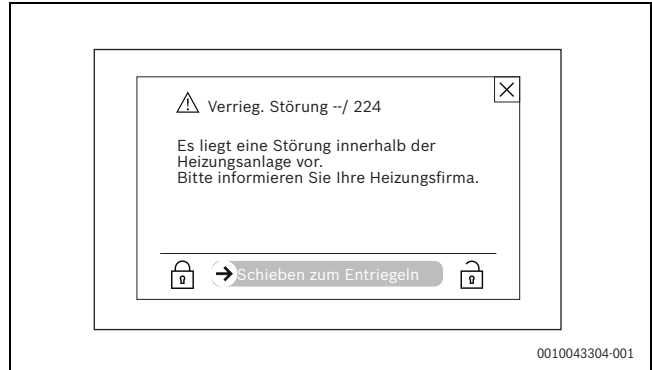 Verrieg. Störung --/ 224
Es liegt eine Störung innerhalb der
Heizungsanlage vor.
Bitte informieren Sie Ihre Heizungsfirma.
Schieben zum Entriegeln
0010043304-001